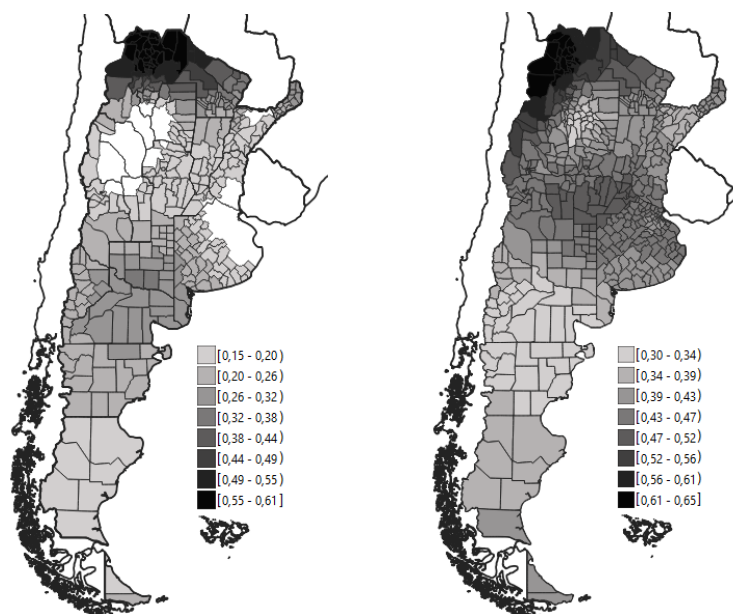 [0,15 - 0,20)
[0,20 - 0,26)
[0,26 - 0,32)
[0,32 - 0,38)
[0,38 - 0,44)
[0,44 - 0,49)
[0,49 - 0,55)
[0,55 - 0,61]
[0,30 - 0,34)
[0,34 - 0,39)
[0,39 - 0,43)
[0,43 - 0,47)
[0,47 - 0,52)
[0,52 - 0,56)
[0,56 - 0,61)
[0,61 - 0,65]